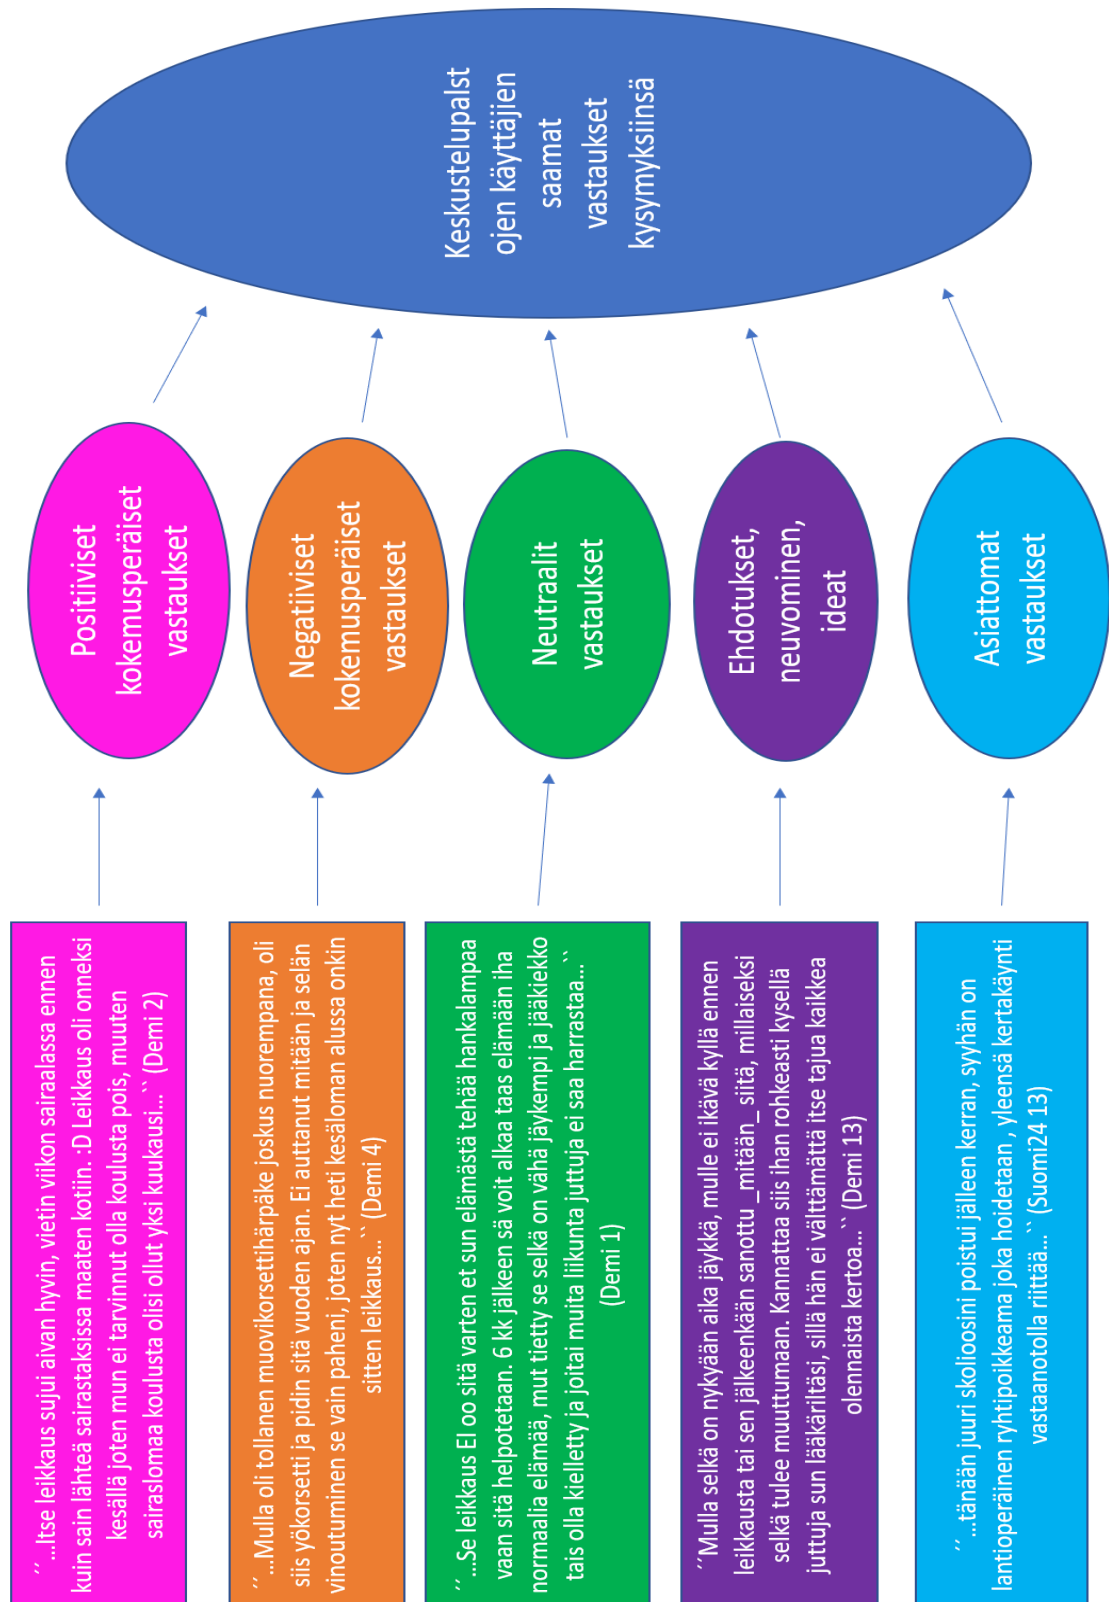 Keskustelupalst
ojen käyttäjien
saamat
vastaukset
kysymyksiinsä
Positiiviset
kokemusperäiset
vastaukset
Negatiiviset
kokemusperäiset
vastaukset
Neutraalit
vastaukset
Ehdotukset,
neuvominen,
ideat
Asiattomat
vastaukset
´´…Itse leikkaus sujui aivan hyvin, vietin viikon sairaalassa ennen
kuin sain lähteä sairastaksissa maaten kotiin. :D Leikkaus oli onneksi
kesällä joten mun ei tarvinnut olla koulusta pois, muuten
sairaslomaa koulusta olisi ollut yksi kuukausi…`` (Demi 2)
´´…Mulla oli tollanen muovikorsettihärpäke joskus nuorempana, oli
siis yökorsetti ja pidin sitä vuoden ajan. Ei auttanut mitään ja selän
vinoutuminen se vain paheni, joten nyt heti kesäloman alussa onkin
sitten leikkaus…`` (Demi 4)
´´…Se leikkaus EI oo sitä varten et sun elämästä tehää hankalampaa
vaan sitä helpotetaan. 6 kk jälkeen sä voit alkaa taas elämään iha
normaalia elämää, mut tietty se selkä on vähä jäykempi ja jääkiekko
tais olla kielletty ja joitai muita liikunta juttuja ei saa harrastaa…``
(Demi 1)
´´Mulla selkä on nykyään aika jäykkä, mulle ei ikävä kyllä ennen
leikkausta tai sen jälkeenkään sanottu _mitään_ siitä, millaiseksi
selkä tulee muuttumaan. Kannattaa siis ihan rohkeasti kysellä
juttuja sun lääkäriltäsi, sillä hän ei välttämättä itse tajua kaikkea
olennaista kertoa…`` (Demi 13)
´´…tänään juuri skolioosini poistui jälleen kerran, syyhän on
lantioperäinen ryhtipoikkeama joka hoidetaan , yleensä kertakäynti
vastaanotolla riittää…`` (Suomi24 13)